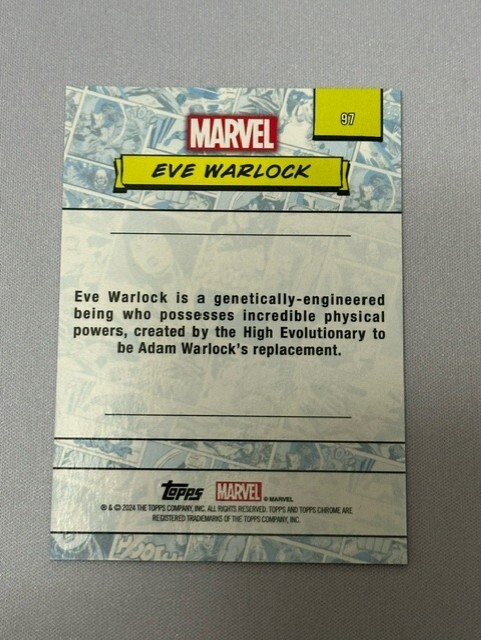 97
MARVEL
EVE WARLOCK
Eve Warlock is a genetically-engineered
being who possesses incredible physical
powers, created by the High Evolutionary to
be Adam Warlock's replacement.
Topps MARVEL © MARVEL
® & © 2024 THE TOPPS COMPANY, INC. ALL RIGHTS RESERVED. TOPPS AND TOPPS CHROME ARE
REGISTERED TRADEMARKS OF THE TOPPS COMPANY, INC.